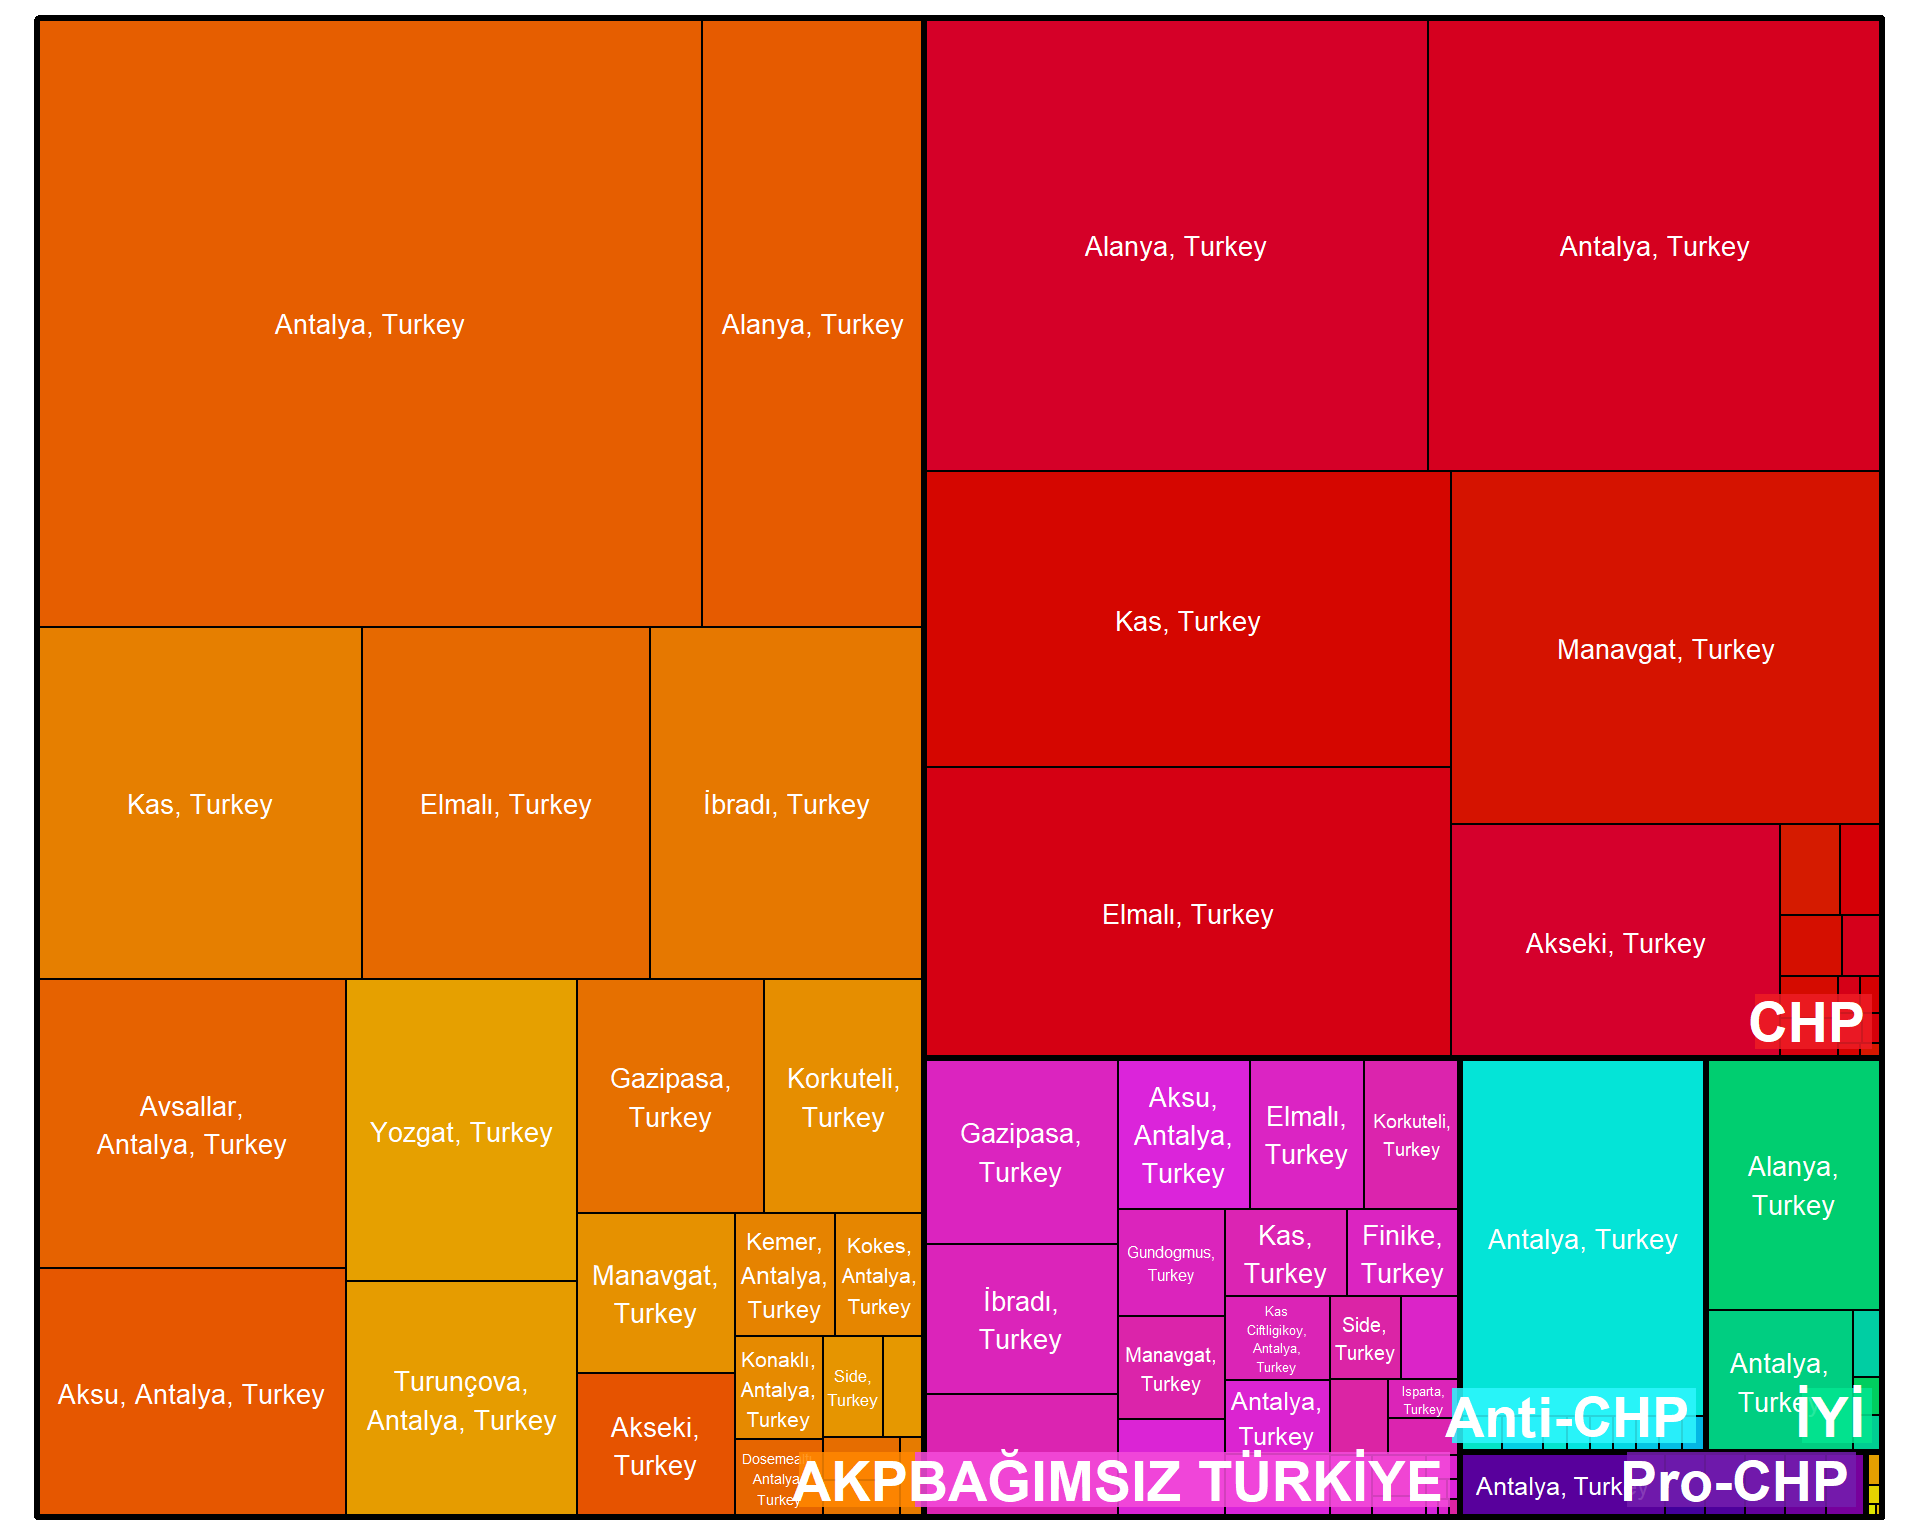 Antalya, Turkey
Alanya, Turkey
Kas, Turkey
Elmalı, Turkey
İbradı, Turkey
Avsallar,
Antalya, Turkey
Aksu, Antalya, Turkey
Yozgat, Turkey
Turunçova,
Antalya, Turkey
Gazipasa,
Turkey
Korkuteli,
Turkey
Manavgat,
Turkey
Akseki,
Turkey
Kemer,
Antalya,
Turkey
Kokes,
Antalya,
Turkey
Konaklı,
Antalya,
Turkey
Side,
Turkey
Antalya
Turkey
AKP
Alanya, Turkey
Antalya, Turkey
Kas, Turkey
Manavgat, Turkey
Elmalı, Turkey
Akseki, Turkey
CHP
Gazipasa,
Turkey
İbradı,
Turkey
Aksu,
Antalya,
Turkey
Elmalı,
Turkey
Korkuteli,
Turkey
Gundogmus,
Turkey
Kas,
Turkey
Finike,
Turkey
Manavgat,
Turkey
Kas
Ciftligikoy,
Antalya,
Turkey
Side,
Turkey
Antalya,
Turkey
Isparta,
Turkey
BAĞIMSIZ TÜRKİYE
Antalya, Turkey
Anti-CHP
Alanya,
Turkey
Antalya,
Turkey
İYİ
Antalya, Turkey
Pro-CHP